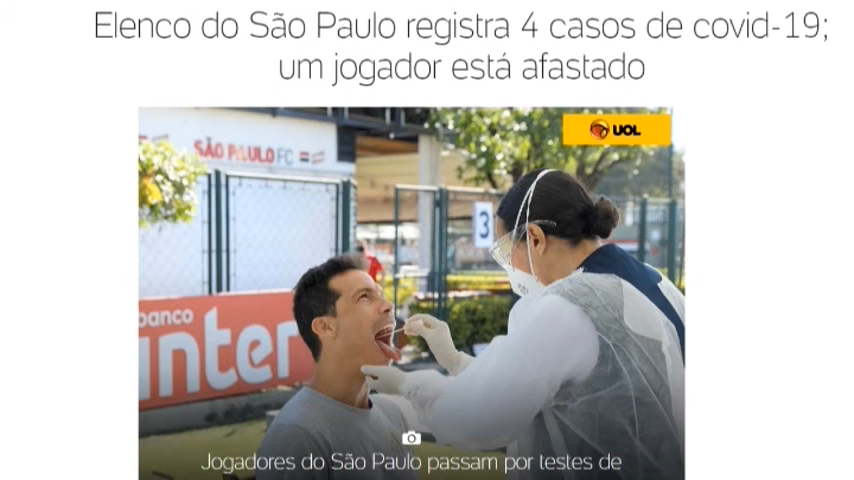 Elenco do São Paulo registra 4 casos de covid-19;
um jogador está afastado
UOL
SÃO PAULO FC
3
banco
inter
Jogadores do São Paulo passam por testes de